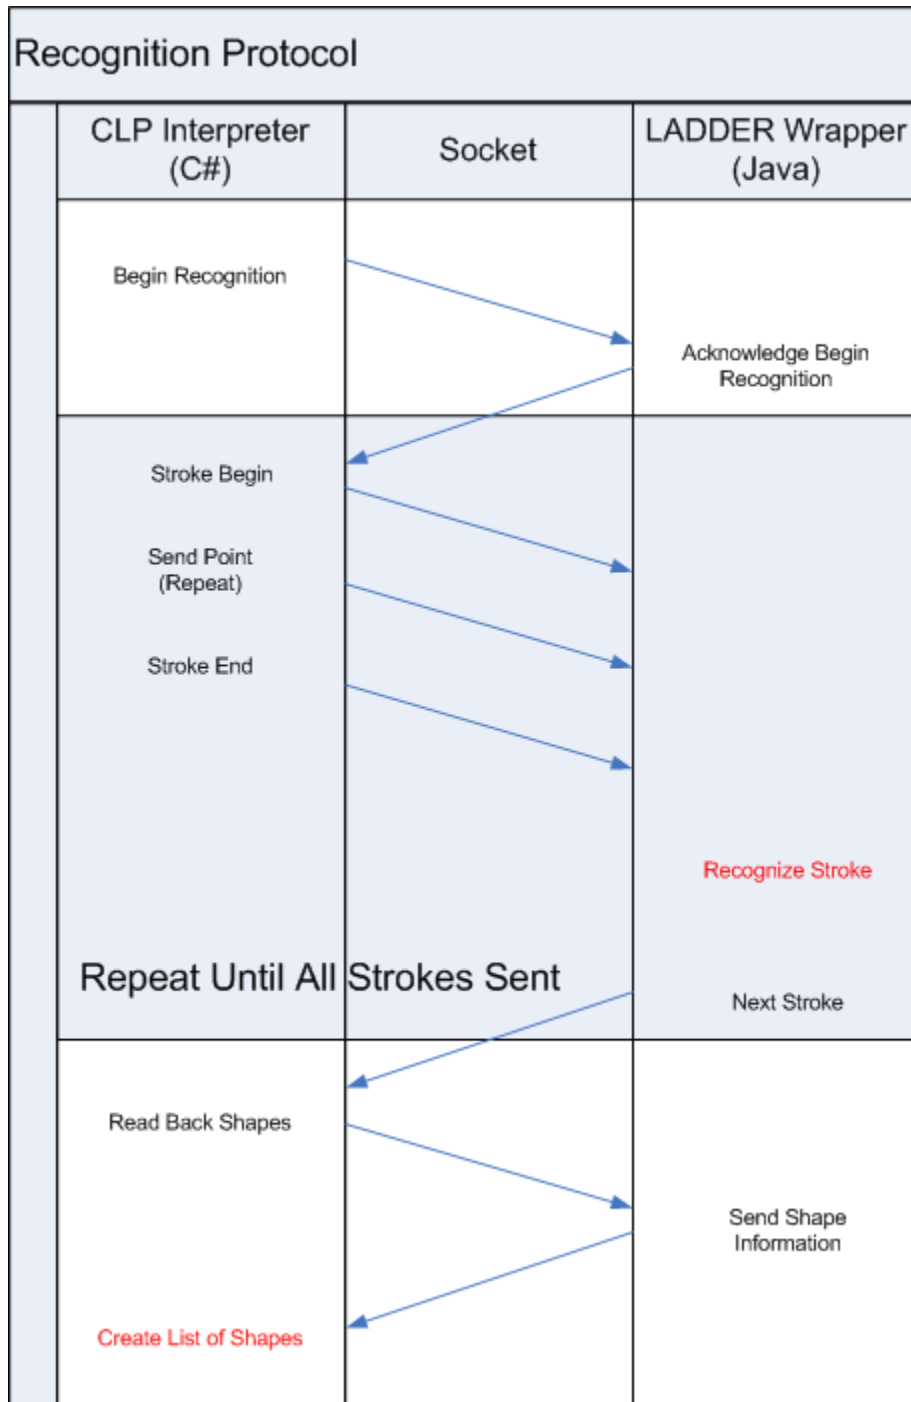 Recognition Protocol
CLP Interpreter
(C#)
Socket
LADDER Wrapper
(Java)
Begin Recognition
Acknowledge Begin
Recognition
Stroke Begin
Send Point
(Repeat)
Stroke End
Recognize Stroke
Repeat Until All Strokes Sent
Next Stroke
Read Back Shapes
Send Shape
Information
Create List of Shapes